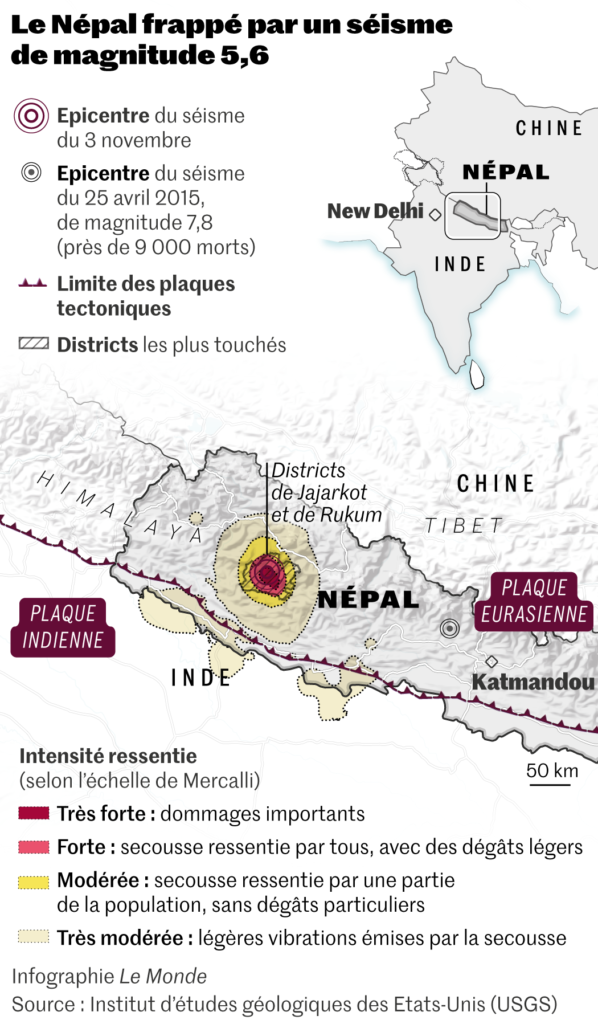 Le Népal frappé par un séisme
de magnitude 5,6
Epicentre du séisme
du 3 novembre
Epicentre du séisme
du 25 avril 2015,
de magnitude 7,8
(près de 9 000 morts)
Limite des plaques
tectoniques
Districts les plus touchés
CHINE
NÉPAL
New Delhi
INDE
Districts
de Jajarkot
et de Rukum
HIMALAYA
CHINE
TIBET
NÉPAL
PLAQUE
EURASIENNE
PLAQUE
INDIENNE
INDE
Katmandou
50 km
Intensité ressentie
(selon l’échelle de Mercalli)
Très forte : dommages importants
Forte : secousse ressentie par tous, avec des dégâts légers
Modérée : secousse ressentie par une partie
de la population, sans dégâts particuliers
Très modérée : légères vibrations émises par la secousse
Infographie Le Monde
Source : Institut d’études géologiques des Etats-Unis (USGS)